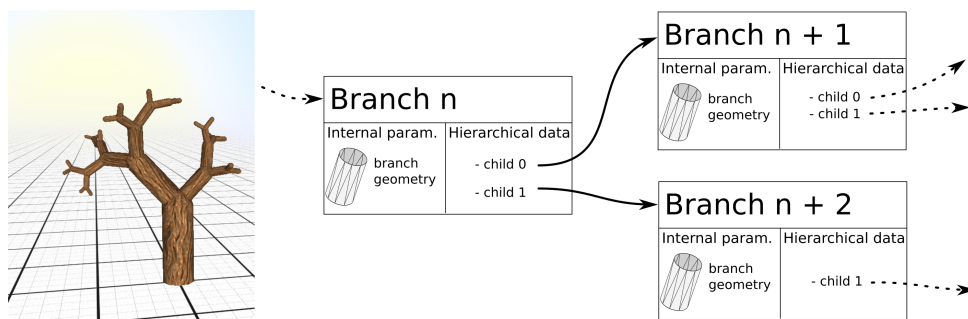 Branch n
Internal param.
Hierarchical data
branch
geometry
- child 0
- child 1
Branch n + 1
Internal param.
Hierarchical data
branch
geometry
- child 0
- child 1
Branch n + 2
Internal param.
Hierarchical data
branch
geometry
- child 1